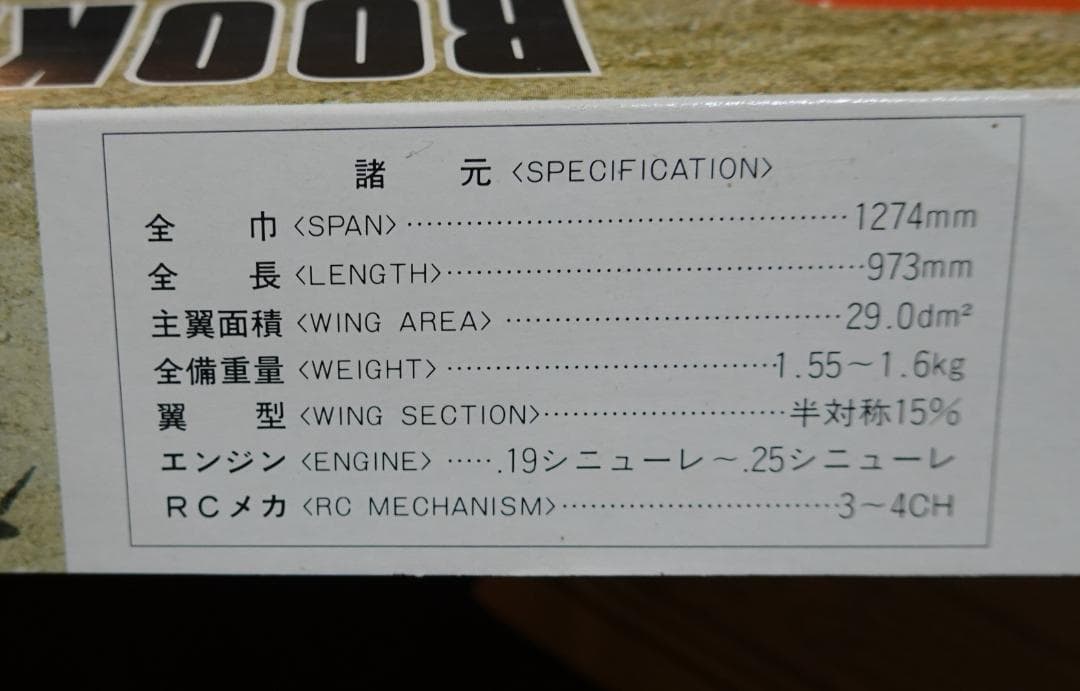 ROOK
諸元〈SPECIFICATION〉
全巾〈SPAN〉 1274mm
全長〈LENGTH〉 973mm
主翼面積〈WING AREA〉 29.0dm²
全備重量〈WEIGHT〉 1.55～1.6kg
翼型〈WING SECTION〉 半対称15%
エンジン〈ENGINE〉 .19シニューレ～.25シニューレ
RCメカ〈RC MECHANISM〉 3～4CH